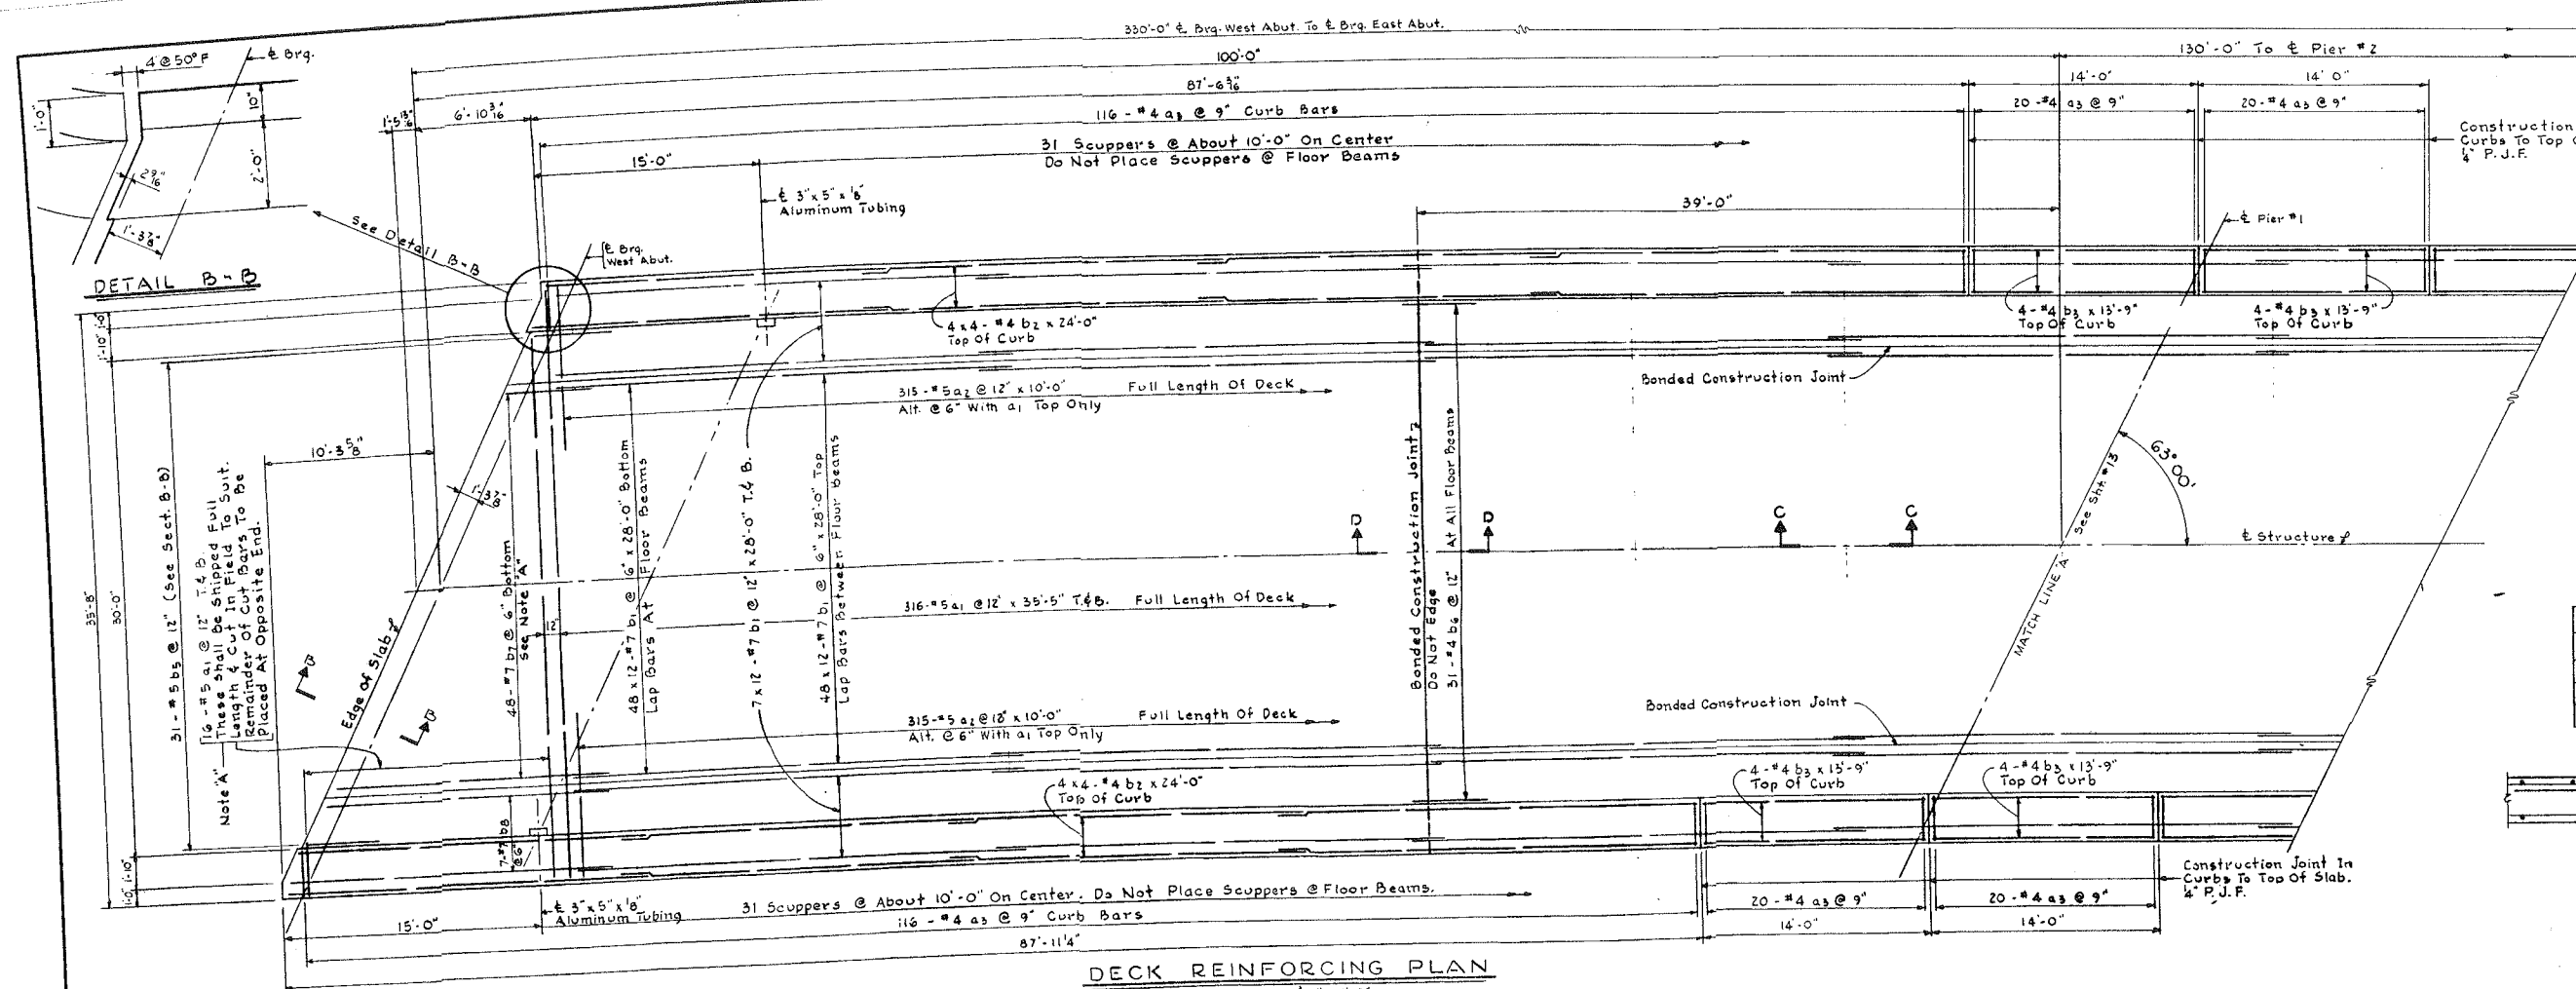 330'-0" ℄ Brg. West Abut. To ℄ Brg. East Abut.
100'-0"
130'-0" To ℄ Pier #2
87'-6 3/16"
14'-0"
14' 0"
1'-5 13/16"
6'-10 3/16"
116 - #4 a3 @ 9" Curb Bars
20 - #4 a3 @ 9"
20 - #4 a3 @ 9"
31 Scuppers @ About 10'-0" On Center
Do Not Place Scuppers @ Floor Beams
Construction
Curbs To Top
1/4" P.J.F.
15'-0"
℄ 3" x 5" x 1/8"
Aluminum Tubing
39'-0"
℄ Pier #1
4" @ 50° F
℄ Brg.
1'-0"
10"
2'-0"
2 9/16"
1'-3 7/8"
DETAIL B-B
See Detail B-B
℄ Brg.
West Abut.
4 x 4 - #4 b2 x 24'-0"
Top Of Curb
4 - #4 b3 x 13'-9"
Top Of Curb
4 - #4 b3 x 13'-9"
Top Of Curb
Bonded Construction Joint
315 - #5 a2 @ 12" x 10'-0" Full Length Of Deck
Alt. @ 6" With a1 Top Only
1'-0"
1'-10"
35'-8"
30'-0"
31 - #5 b5 @ 12" (See Sect. B-B)
Note "A"
16 - #5 a1 @ 12" T.&B.
These Shall Be Shipped Full
Length & Cut In Field To Suit.
Remainder Of Cut Bars To Be
Placed At Opposite End.
10'-3 5/8"
1'-3 7/8"
Edge of Slab
B
B
48 - #7 b7 @ 6" Bottom
See Note "A"
48 x 12 - #7 b1 @ 6" x 28'-0" Bottom
Lap Bars At Floor Beams
7 x 12 - #7 b1 @ 12" x 28'-0" T.& B.
48 x 12 - #7 b1 @ 6" x 28'-0" Top
Lap Bars Between Floor Beams
12"
316 - #5 a1 @ 12" x 35'-5" T.&B. Full Length Of Deck
Bonded Construction Joint
Do Not Edge
31 - #4 b6 @ 12" At All Floor Beams
D
D
C
C
See Sht #13
63° 00'
℄ Structure
MATCH LINE "A"
315 - #5 a2 @ 12" x 10'-0" Full Length Of Deck
Alt. @ 6" With a1 Top Only
Bonded Construction Joint
4 x 4 - #4 b2 x 24'-0"
Top Of Curb
4 - #4 b3 x 13'-9"
Top Of Curb
4 - #4 b3 x 13'-9"
Top Of Curb
7 - #7 b8
@ 6"
1'-10"
1'-0"
℄ 3" x 5" x 1/8"
Aluminum Tubing
15'-0"
31 Scuppers @ About 10'-0" On Center. Do Not Place Scuppers @ Floor Beams.
116 - #4 a3 @ 9" Curb Bars
87'-11 1/4"
20 - #4 a3 @ 9"
14'-0"
20 - #4 a3 @ 9"
14'-0"
Construction Joint In
Curbs To Top Of Slab.
1/4" P.J.F.
DECK REINFORCING PLAN